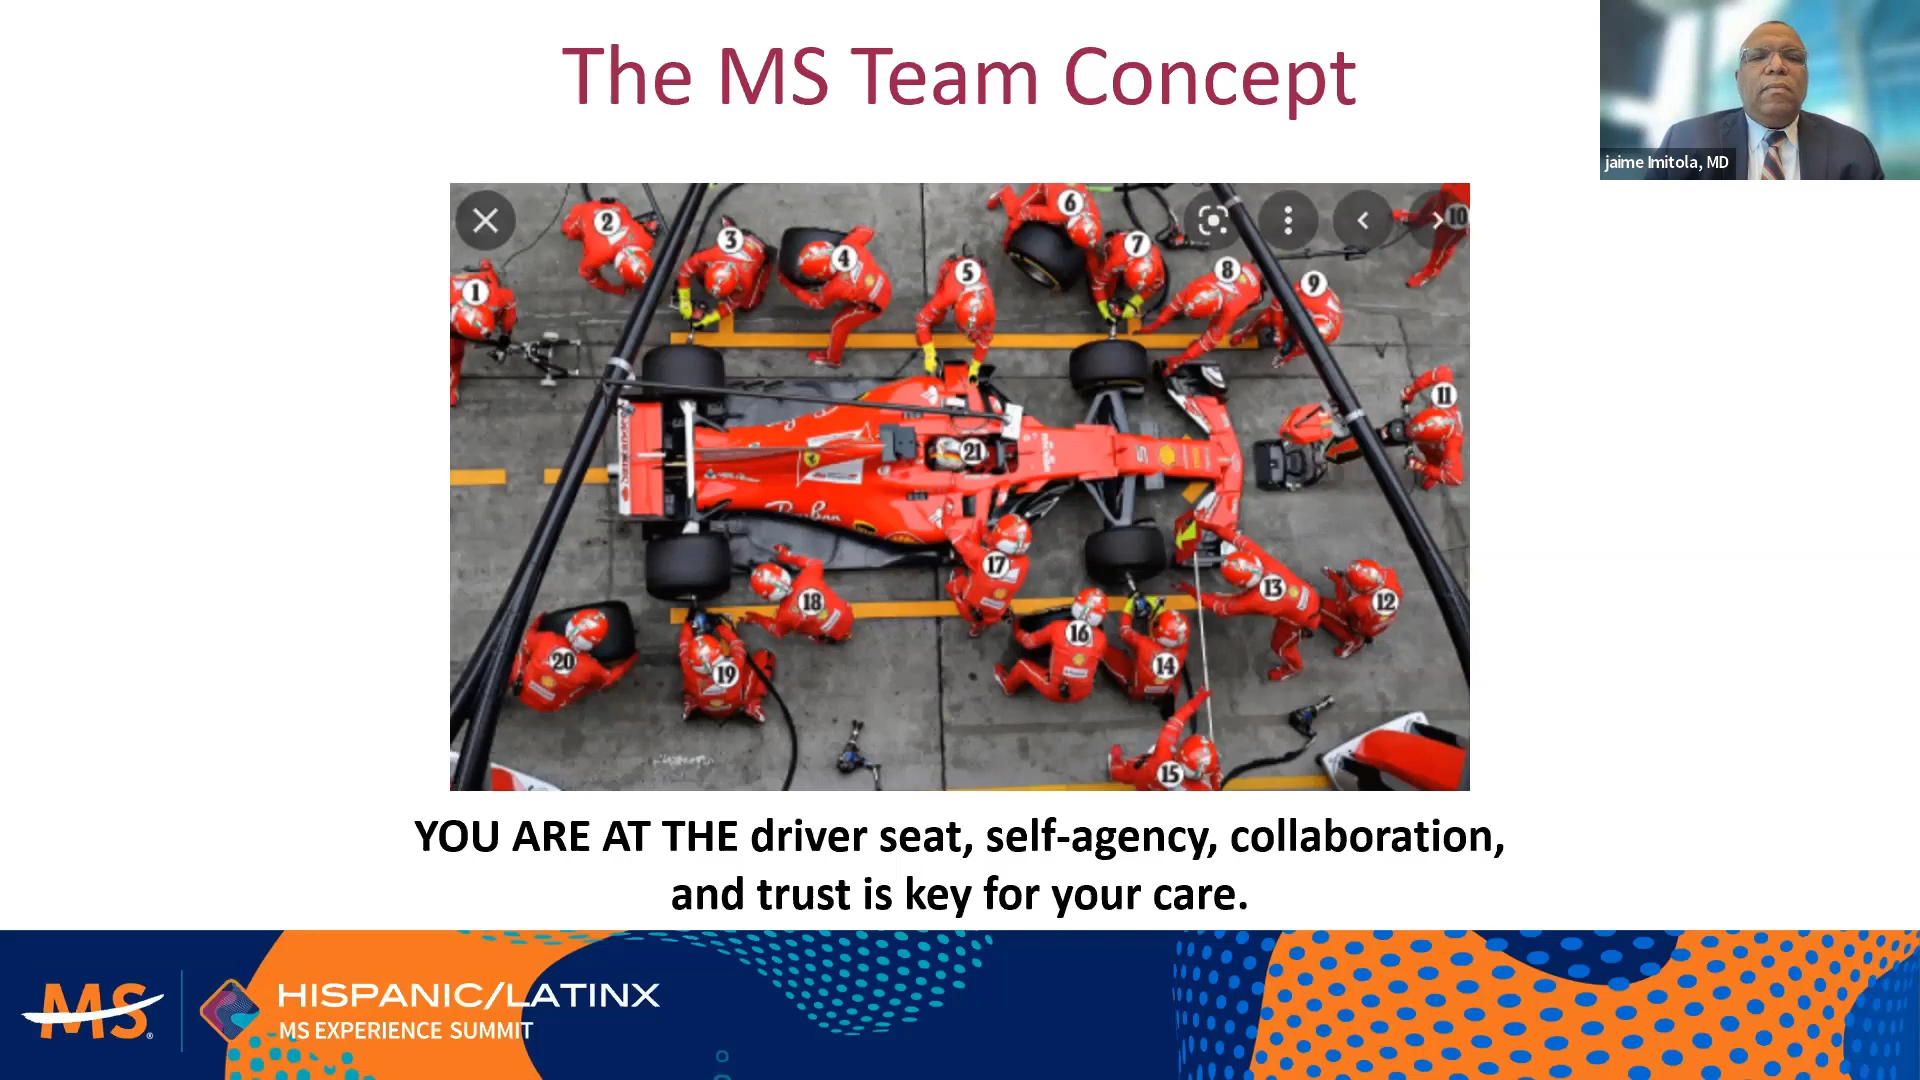 The MS Team Concept
jaime Imitola, MD
2
3
4
5
6
7
8
9
10
1
11
21
Ray-Ban
17
18
13
12
16
20
19
14
15
YOU ARE AT THE driver seat, self-agency, collaboration,
and trust is key for your care.
MS®
HISPANIC/LATINX
MS EXPERIENCE SUMMIT